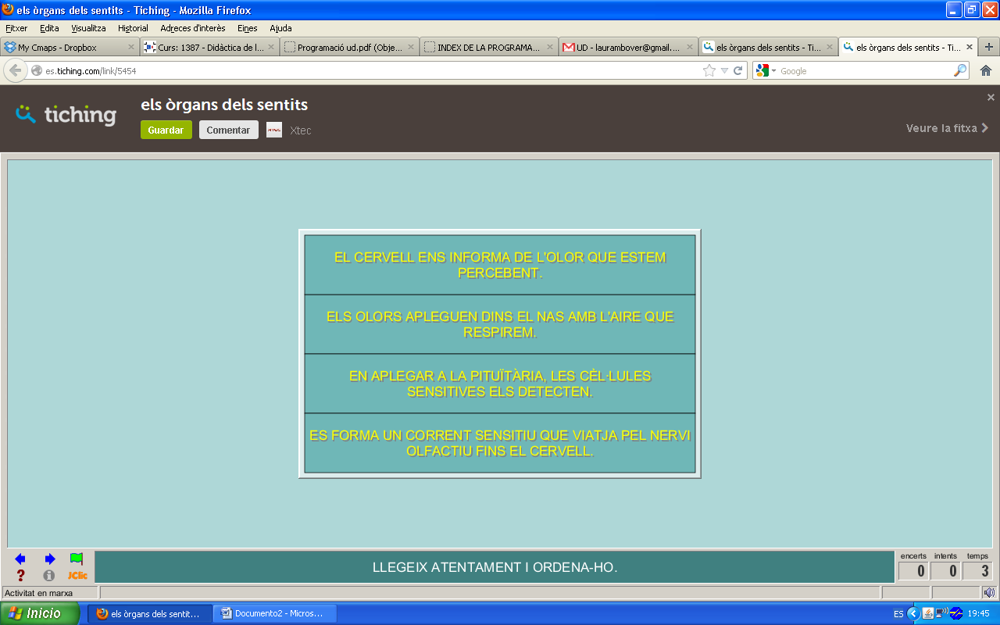 els òrgans dels sentits - Tiching - Mozilla Firefox
Fitxer Edita Visualitza Historial Adreces d'interès Eines Ajuda
My Cmaps - Dropbox Curs: 1387 - Didàctica de l... Programació ud.pdf (Obje... INDEX DE LA PROGRAMA... UD - laurambover@gmail.... els òrgans dels sentits - Ti... els òrgans dels sentits - Ti...
es.tiching.com/link/5454 Google
tiching
els òrgans dels sentits
Guardar Comentar Xtec
Veure la fitxa
EL CERVELL ENS INFORMA DE L'OLOR QUE ESTEM
PERCEBENT.
ELS OLORS APLEGUEN DINS EL NAS AMB L'AIRE QUE
RESPIREM.
EN APLEGAR A LA PITUÏTÀRIA, LES CÈL·LULES
SENSITIVES ELS DETECTEN.
ES FORMA UN CORRENT SENSITIU QUE VIATJA PEL NERVI
OLFACTIU FINS EL CERVELL.
JClic
LLEGEIX ATENTAMENT I ORDENA-HO.
encerts intents temps
0 0 3
Activitat en marxa
Inicio els òrgans dels sentit... Documento2 - Micros... ES 19:45